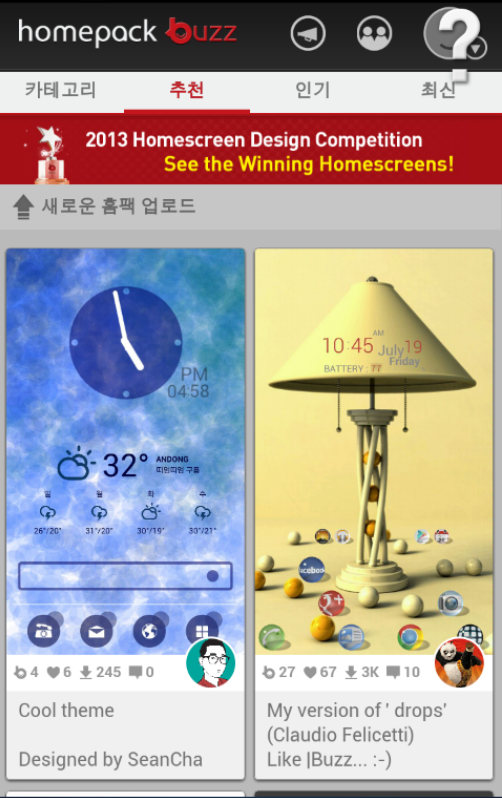 homepack buzz
?
카테고리 추천 인기 최신
2013 Homescreen Design Competition
See the Winning Homescreens!
새로운 홈팩 업로드
PM
04:58
32°
ANDONG
일 월 화 수
26°/20° 31°/20° 30°/19° 30°/21°
4 6 245 0
Cool theme
Designed by SeanCha
AM
10:45 July19
Friday
BATTERY : 77
facebook
g+
27 67 3K 10
My version of ' drops'
(Claudio Felicetti)
Like |Buzz... :-)